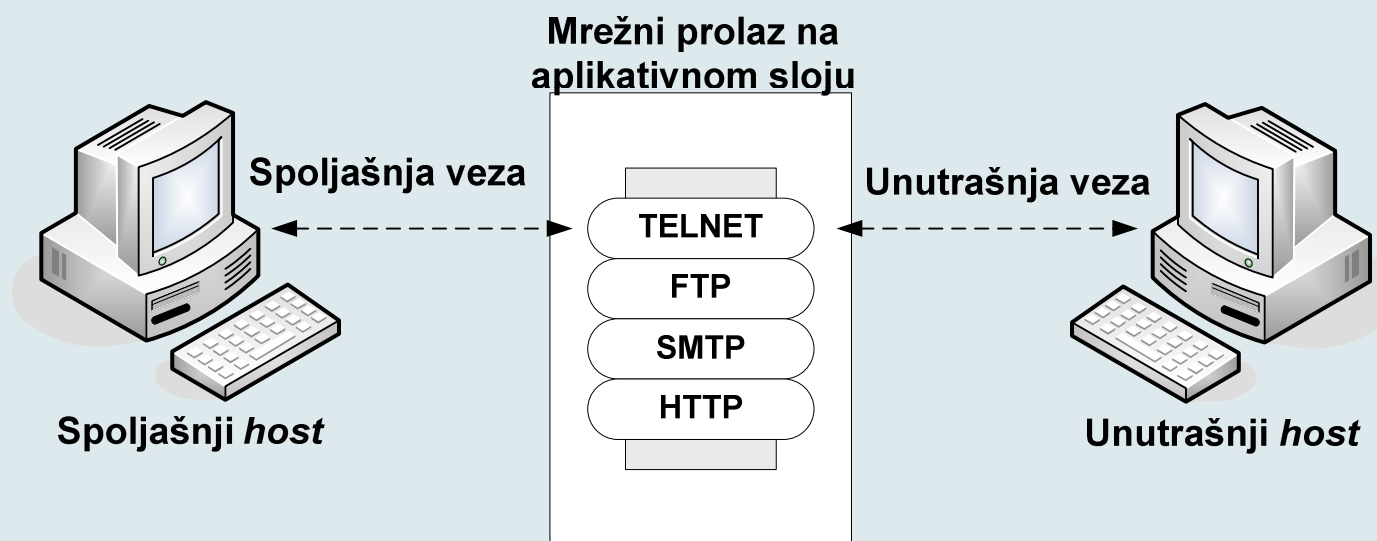 Mrežni prolaz na
aplikativnom sloju
Spoljašnja veza
Unutrašnja veza
TELNET
FTP
SMTP
HTTP
Spoljašnji host
Unutrašnji host